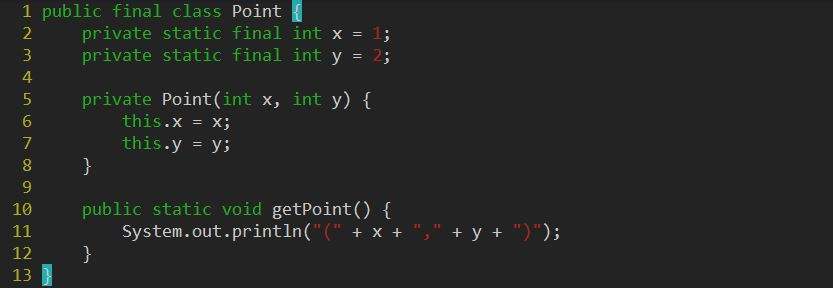 1 public final class Point {
2     private static final int x = 1;
3     private static final int y = 2;
4
5     private Point(int x, int y) {
6         this.x = x;
7         this.y = y;
8     }
9
10     public static void getPoint() {
11         System.out.println("(" + x + "," + y + ")");
12     }
13 }